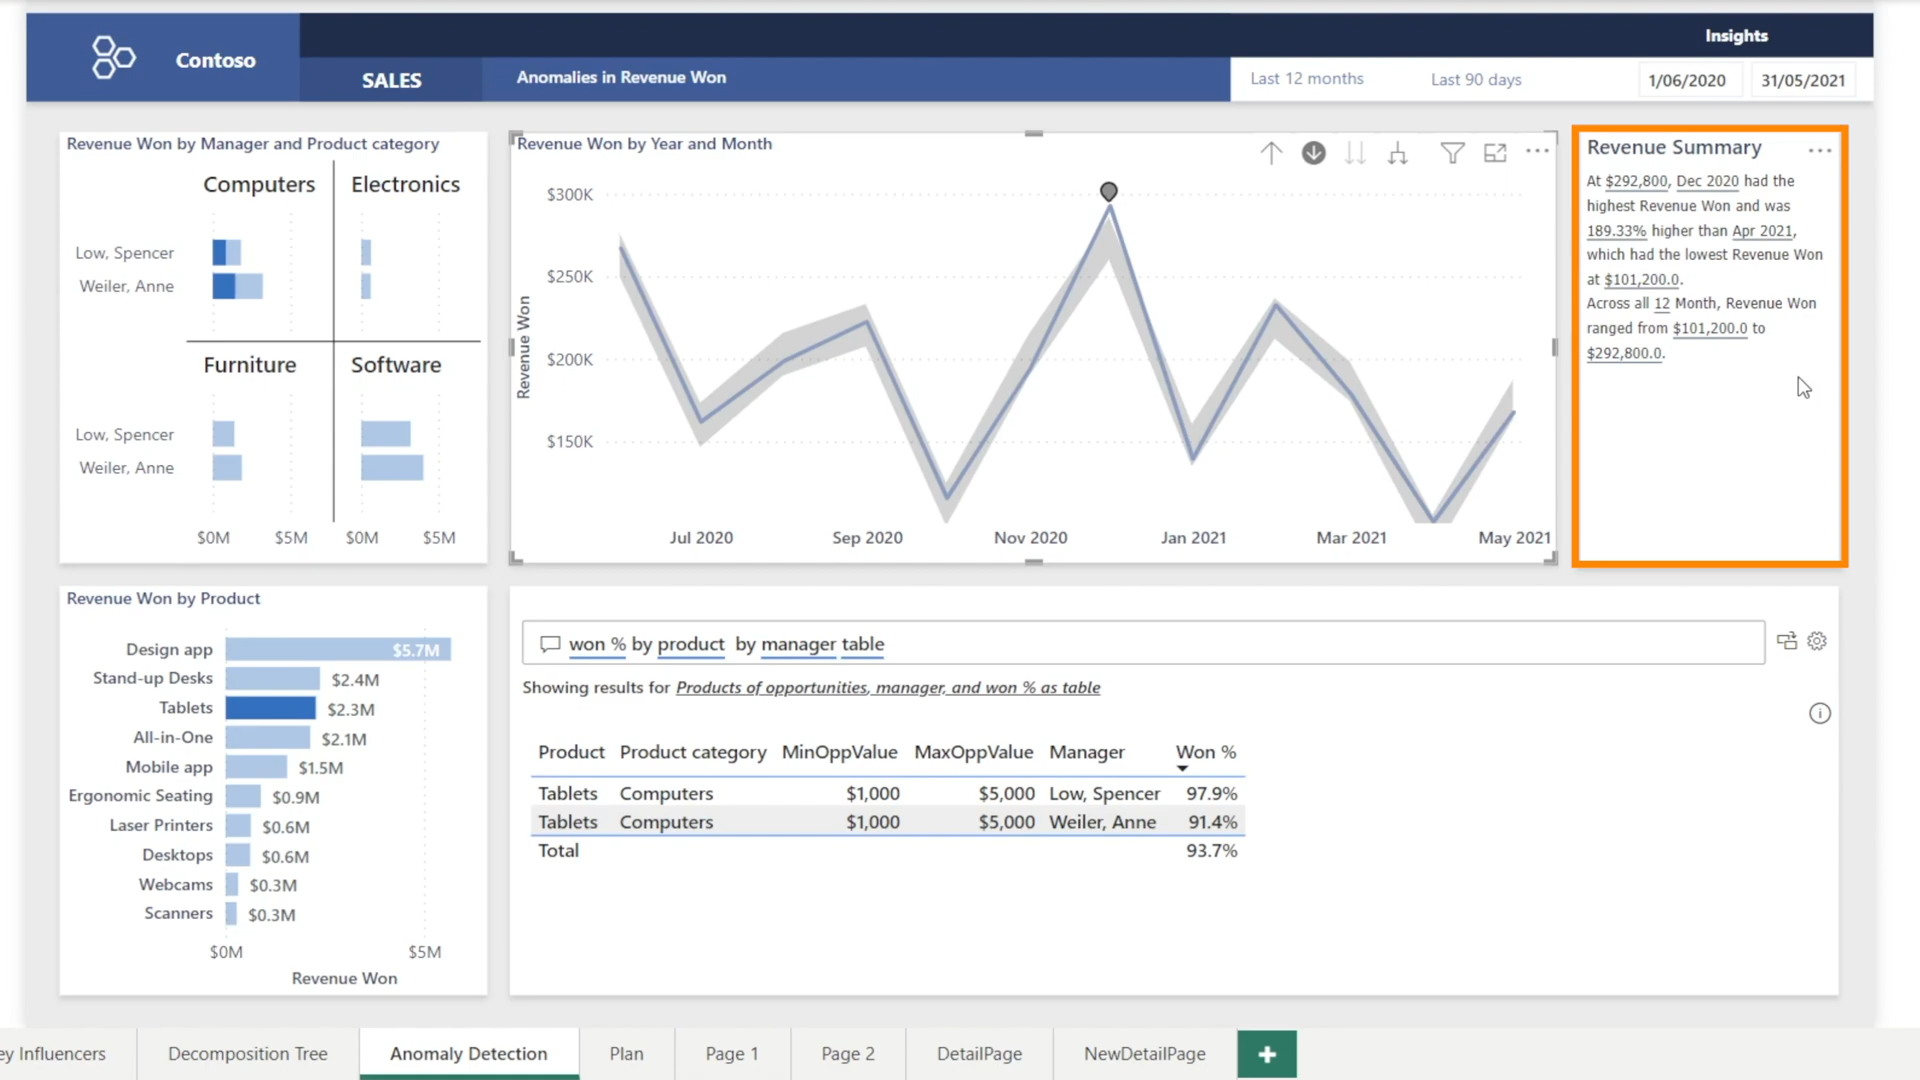 Contoso
SALES
Anomalies in Revenue Won
Insights
Last 12 months
Last 90 days
1/06/2020
31/05/2021
Revenue Won by Manager and Product category
Computers
Electronics
Low, Spencer
Weiler, Anne
Furniture
Software
Low, Spencer
Weiler, Anne
$0M
$5M
$0M
$5M
Revenue Won by Year and Month
Revenue Won
$300K
$250K
$200K
$150K
Jul 2020
Sep 2020
Nov 2020
Jan 2021
Mar 2021
May 2021
Revenue Summary
At $292,800, Dec 2020 had the
highest Revenue Won and was
189.33% higher than Apr 2021,
which had the lowest Revenue Won
at $101,200.0.
Across all 12 Month, Revenue Won
ranged from $101,200.0 to
$292,800.0.
Revenue Won by Product
Design app $5.7M
Stand-up Desks $2.4M
Tablets $2.3M
All-in-One $2.1M
Mobile app $1.5M
Ergonomic Seating $0.9M
Laser Printers $0.6M
Desktops $0.6M
Webcams $0.3M
Scanners $0.3M
$0M
$5M
Revenue Won
won % by product by manager table
Showing results for Products of opportunities, manager, and won % as table
Product Product category MinOppValue MaxOppValue Manager Won %
Tablets Computers $1,000 $5,000 Low, Spencer 97.9%
Tablets Computers $1,000 $5,000 Weiler, Anne 91.4%
Total 93.7%
ey Influencers
Decomposition Tree
Anomaly Detection
Plan
Page 1
Page 2
DetailPage
NewDetailPage